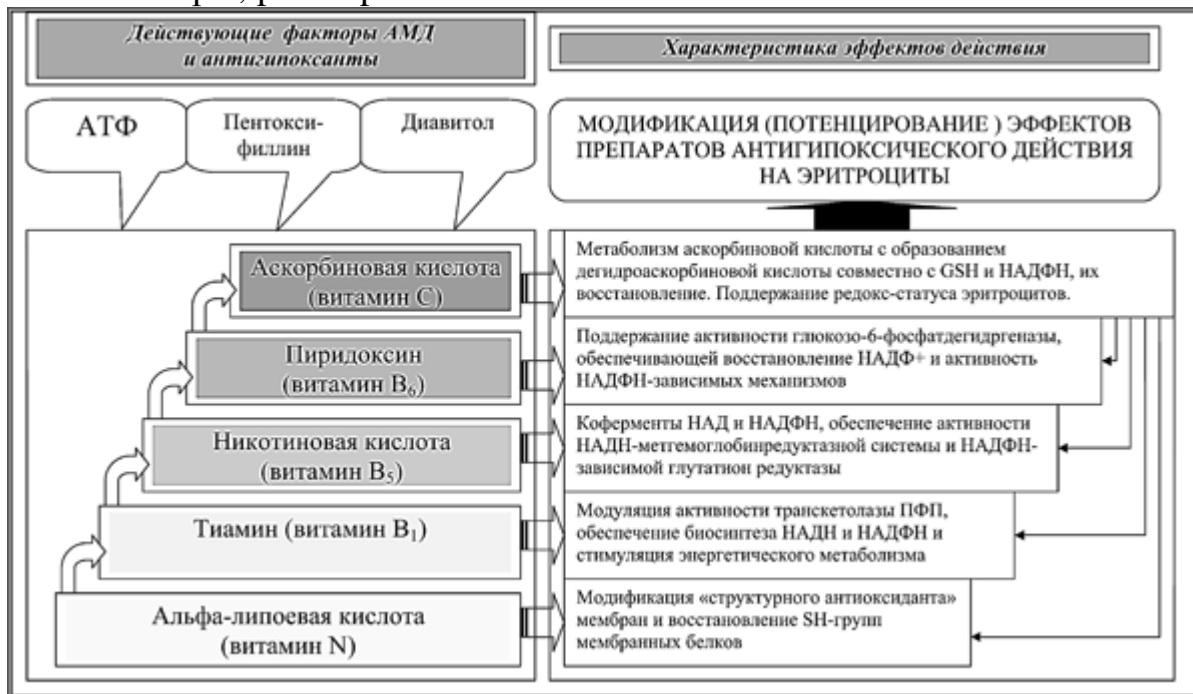 Действующие факторы АМД
и антигипоксанты
Характеристика эффектов действия
АТФ
Пентокси-
филлин
Диавитол
МОДИФИКАЦИЯ (ПОТЕНЦИРОВАНИЕ ) ЭФФЕКТОВ
ПРЕПАРАТОВ АНТИГИПОКСИЧЕСКОГО ДЕЙСТВИЯ
НА ЭРИТРОЦИТЫ
Аскорбиновая кислота
(витамин С)
Метаболизм аскорбиновой кислоты с образованием
дегидроаскорбиновой кислоты совместно с GSH и НАДФН, их
восстановление. Поддержание редокс-статуса эритроцитов.
Пиридоксин
(витамин В₆)
Поддержание активности глюкозо-6-фосфатдегидргеназы,
обеспечивающей восстановление НАДФ+ и активность
НАДФН-зависимых механизмов
Никотиновая кислота
(витамин В₅)
Коферменты НАД и НАДФН, обеспечение активности
НАДН-метгемоглобинредуктазной системы и НАДФН-
зависимой глутатион редуктазы
Тиамин (витамин В₁)
Модуляция активности транскетолазы ПФП,
обеспечение биосинтеза НАДН и НАДФН и
стимуляция энергетического метаболизма
Альфа-липоевая кислота
(витамин N)
Модификация «структурного антиоксиданта»
мембран и восстановление SH-групп
мембранных белков